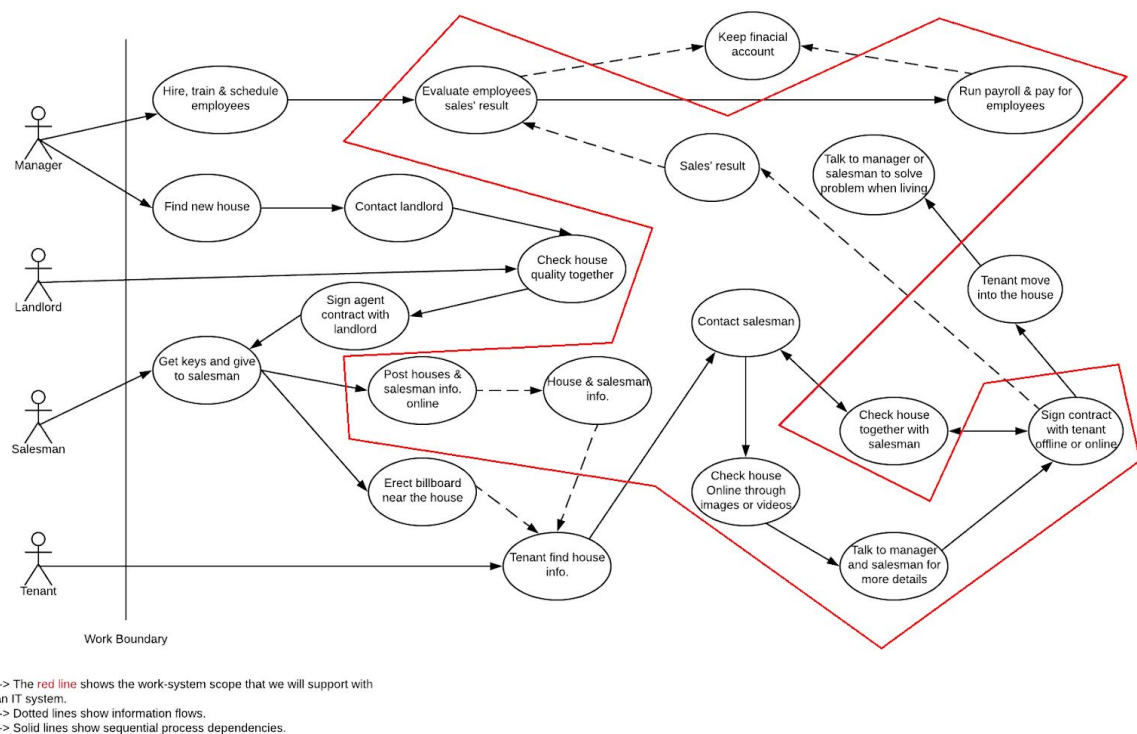 Keep finacial
account
Hire, train & schedule
employees
Evaluate employees
sales' result
Run payroll & pay for
employees
Manager
Sales' result
Talk to manager or
salesman to solve
problem when living
Find new house
Contact landlord
Check house
quality together
Landlord
Sign agent
contract with
landlord
Tenant move
into the house
Contact salesman
Get keys and give
to salesman
Post houses &
salesman info.
online
House & salesman
info.
Salesman
Check house
together with
salesman
Sign contract
with tenant
offline or online
Erect billboard
near the house
Check house
Online through
images or videos
Tenant find house
info.
Talk to manager
and salesman for
more details
Tenant
Work Boundary
-> The red line shows the work-system scope that we will support with
an IT system.
-> Dotted lines show information flows.
-> Solid lines show sequential process dependencies.